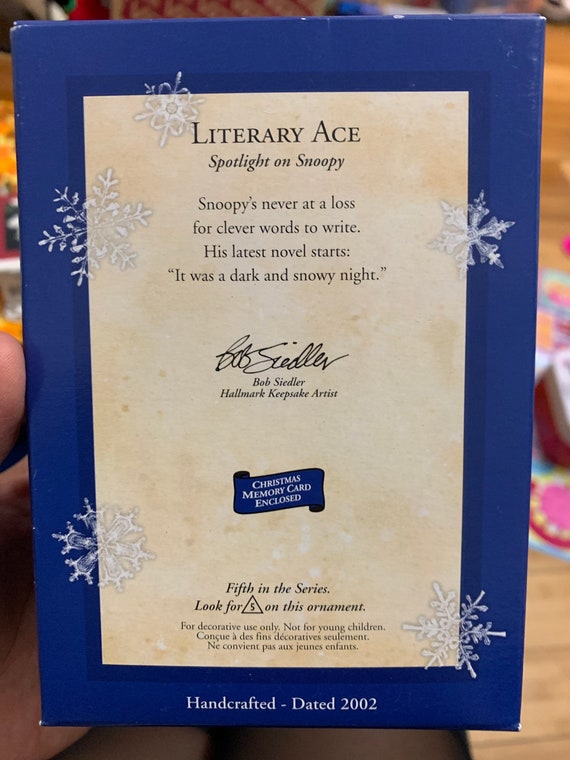 LITERARY ACE
Spotlight on Snoopy
Snoopy's never at a loss
for clever words to write.
His latest novel starts:
"It was a dark and snowy night."
Bob Siedler
Bob Siedler
Hallmark Keepsake Artist
CHRISTMAS
MEMORY CARD
ENCLOSED
Fifth in the Series.
Look for 5 on this ornament.
For decorative use only. Not for young children.
Conçue à des fins décoratives seulement.
Ne convient pas aux jeunes enfants.
Handcrafted - Dated 2002